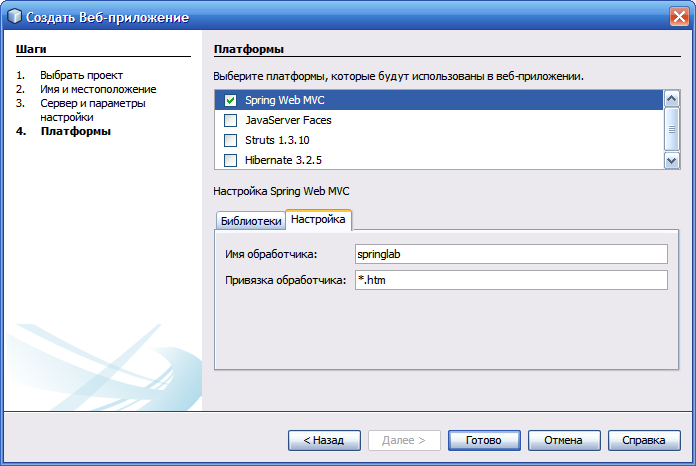 Создать Веб-приложение
Шаги
1. Выбрать проект
2. Имя и местоположение
3. Сервер и параметры
настройки
4. Платформы
Платформы
Выберите платформы, которые будут использованы в веб-приложении.
Spring Web MVC
JavaServer Faces
Struts 1.3.10
Hibernate 3.2.5
Настройка Spring Web MVC
Библиотеки Настройка
Имя обработчика: springlab
Привязка обработчика: *.htm
< Назад Далее > Готово Отмена Справка